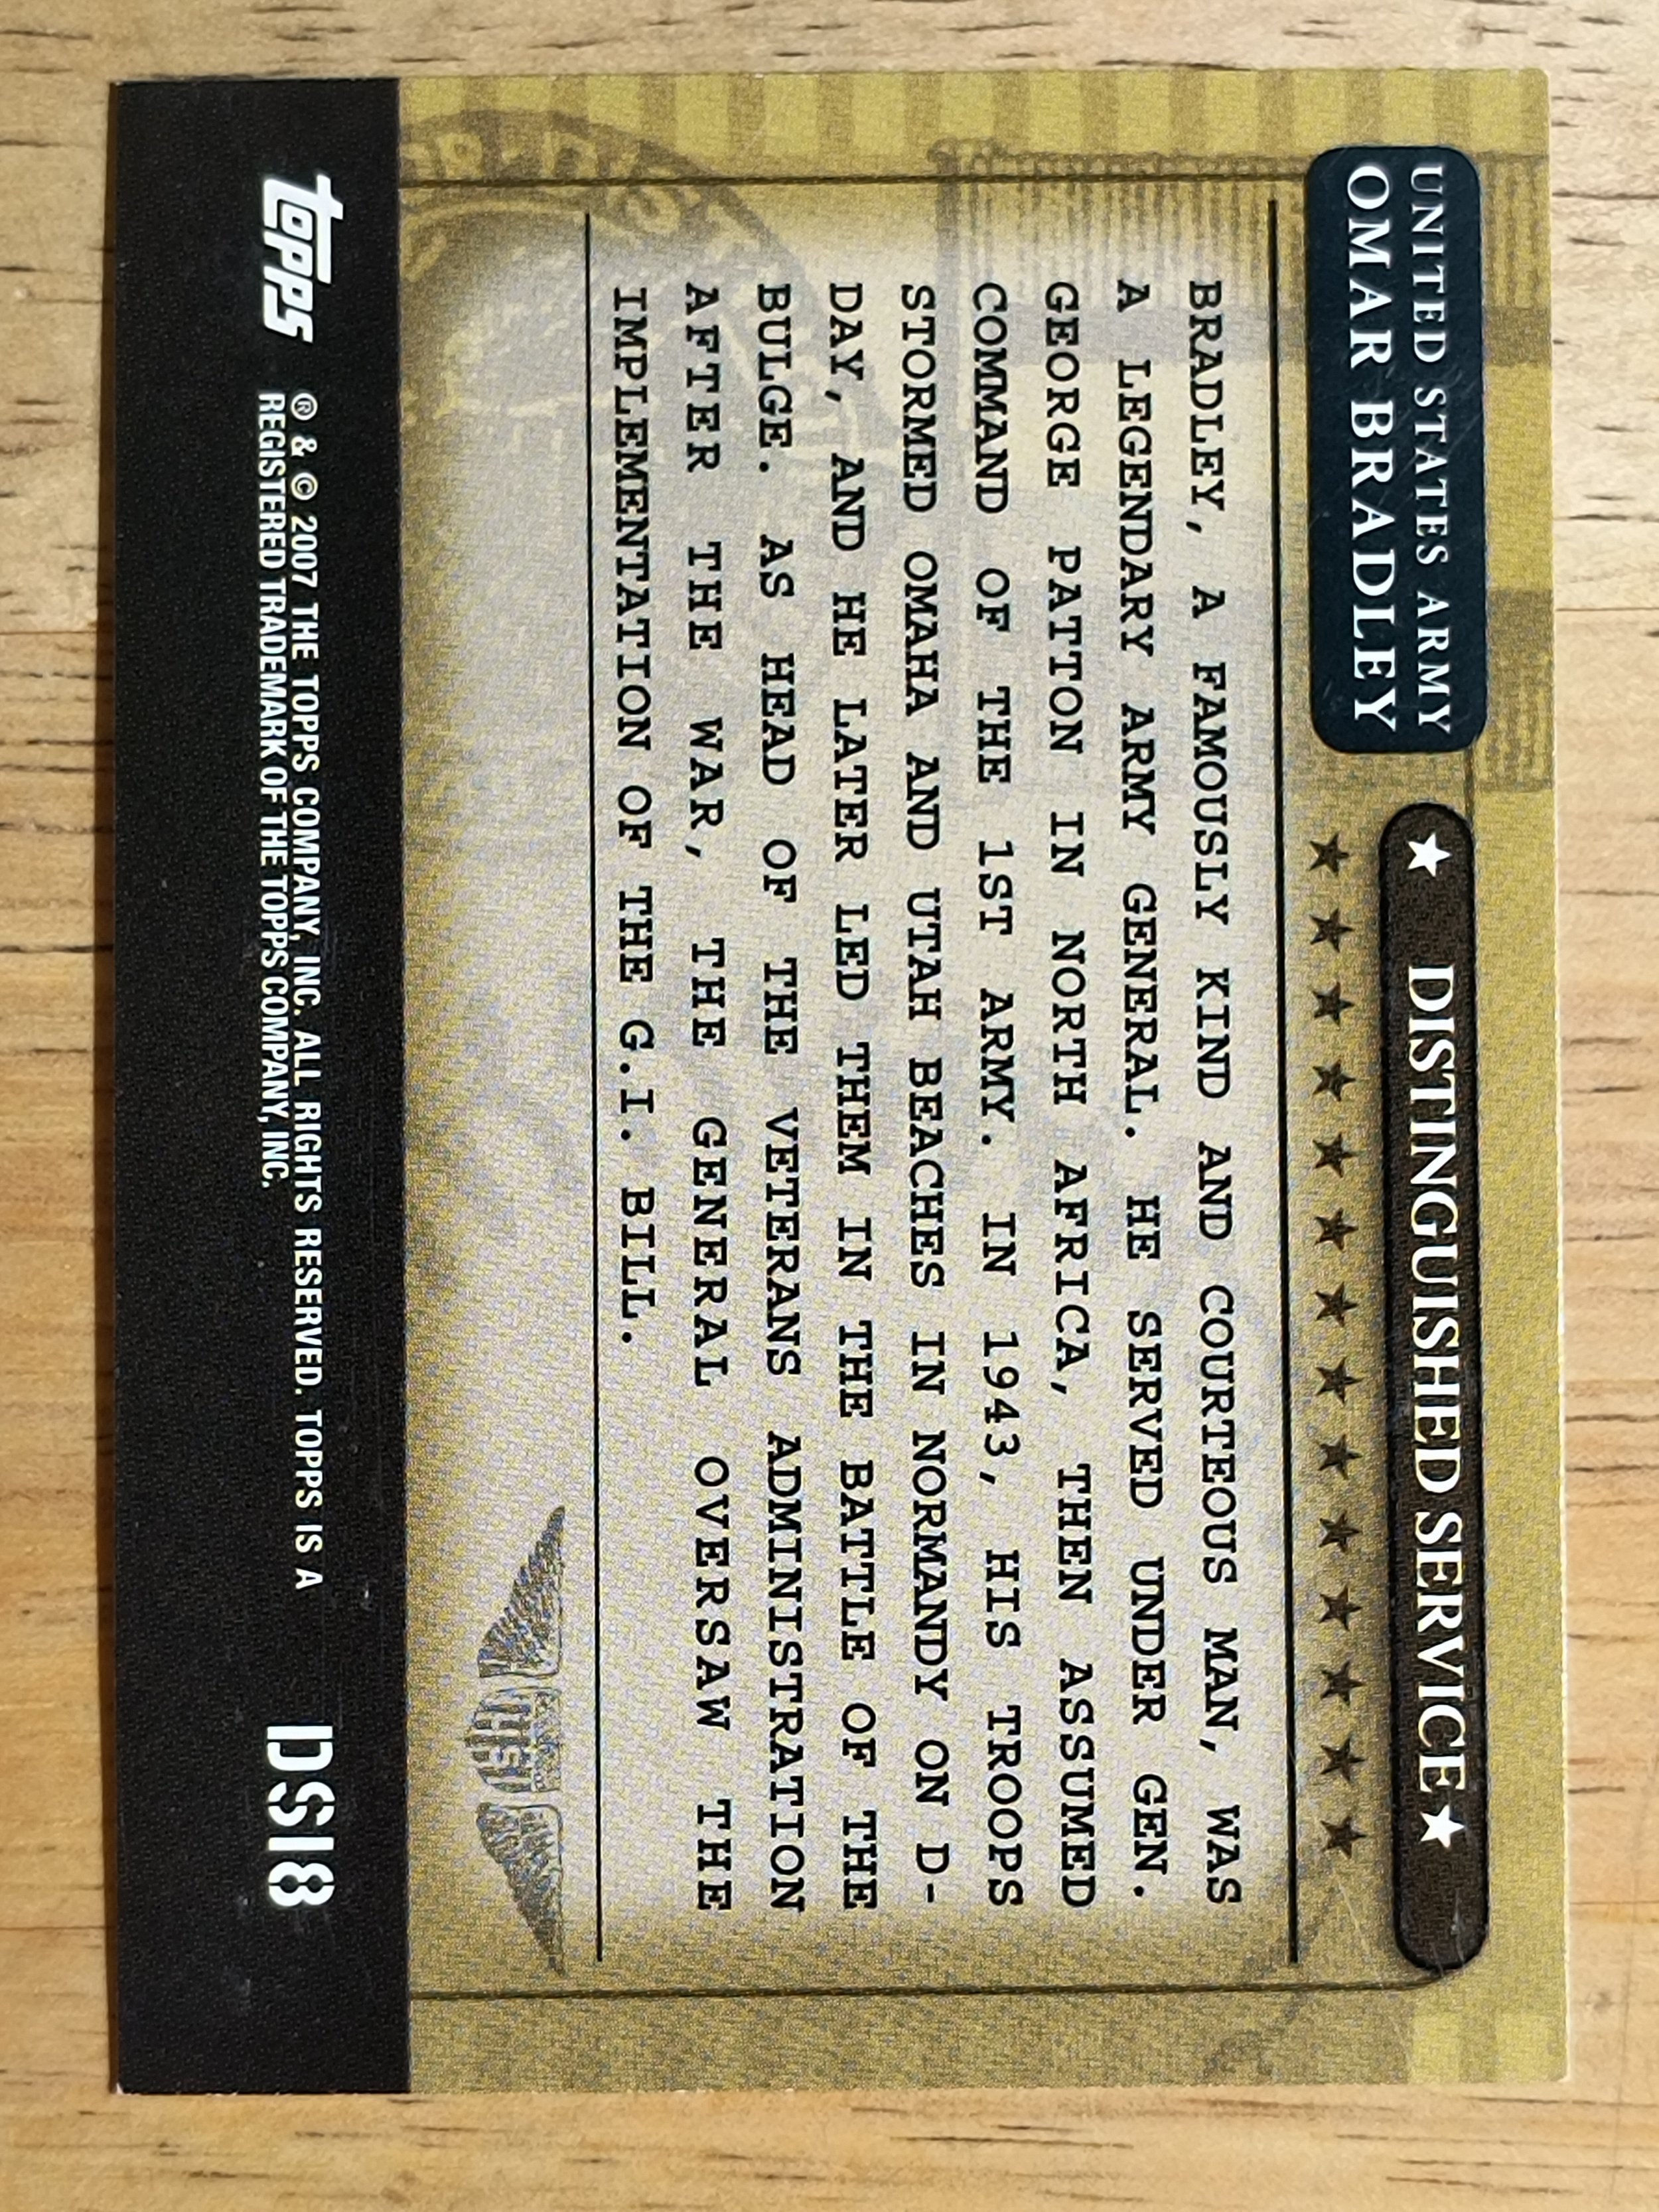 UNITED STATES ARMY
OMAR BRADLEY
★ DISTINGUISHED SERVICE ★
BRADLEY, A FAMOUSLY KIND AND COURTEOUS MAN, WAS
A LEGENDARY ARMY GENERAL. HE SERVED UNDER GEN.
GEORGE PATTON IN NORTH AFRICA, THEN ASSUMED
COMMAND OF THE 1ST ARMY. IN 1943, HIS TROOPS
STORMED OMAHA AND UTAH BEACHES IN NORMANDY ON D-
DAY, AND HE LATER LED THEM IN THE BATTLE OF THE
BULGE. AS HEAD OF THE VETERANS ADMINISTRATION
AFTER THE WAR, THE GENERAL OVERSAW THE
IMPLEMENTATION OF THE G.I. BILL.
topps
® & © 2007 THE TOPPS COMPANY, INC. ALL RIGHTS RESERVED. TOPPS IS A
REGISTERED TRADEMARK OF THE TOPPS COMPANY, INC.
DS18